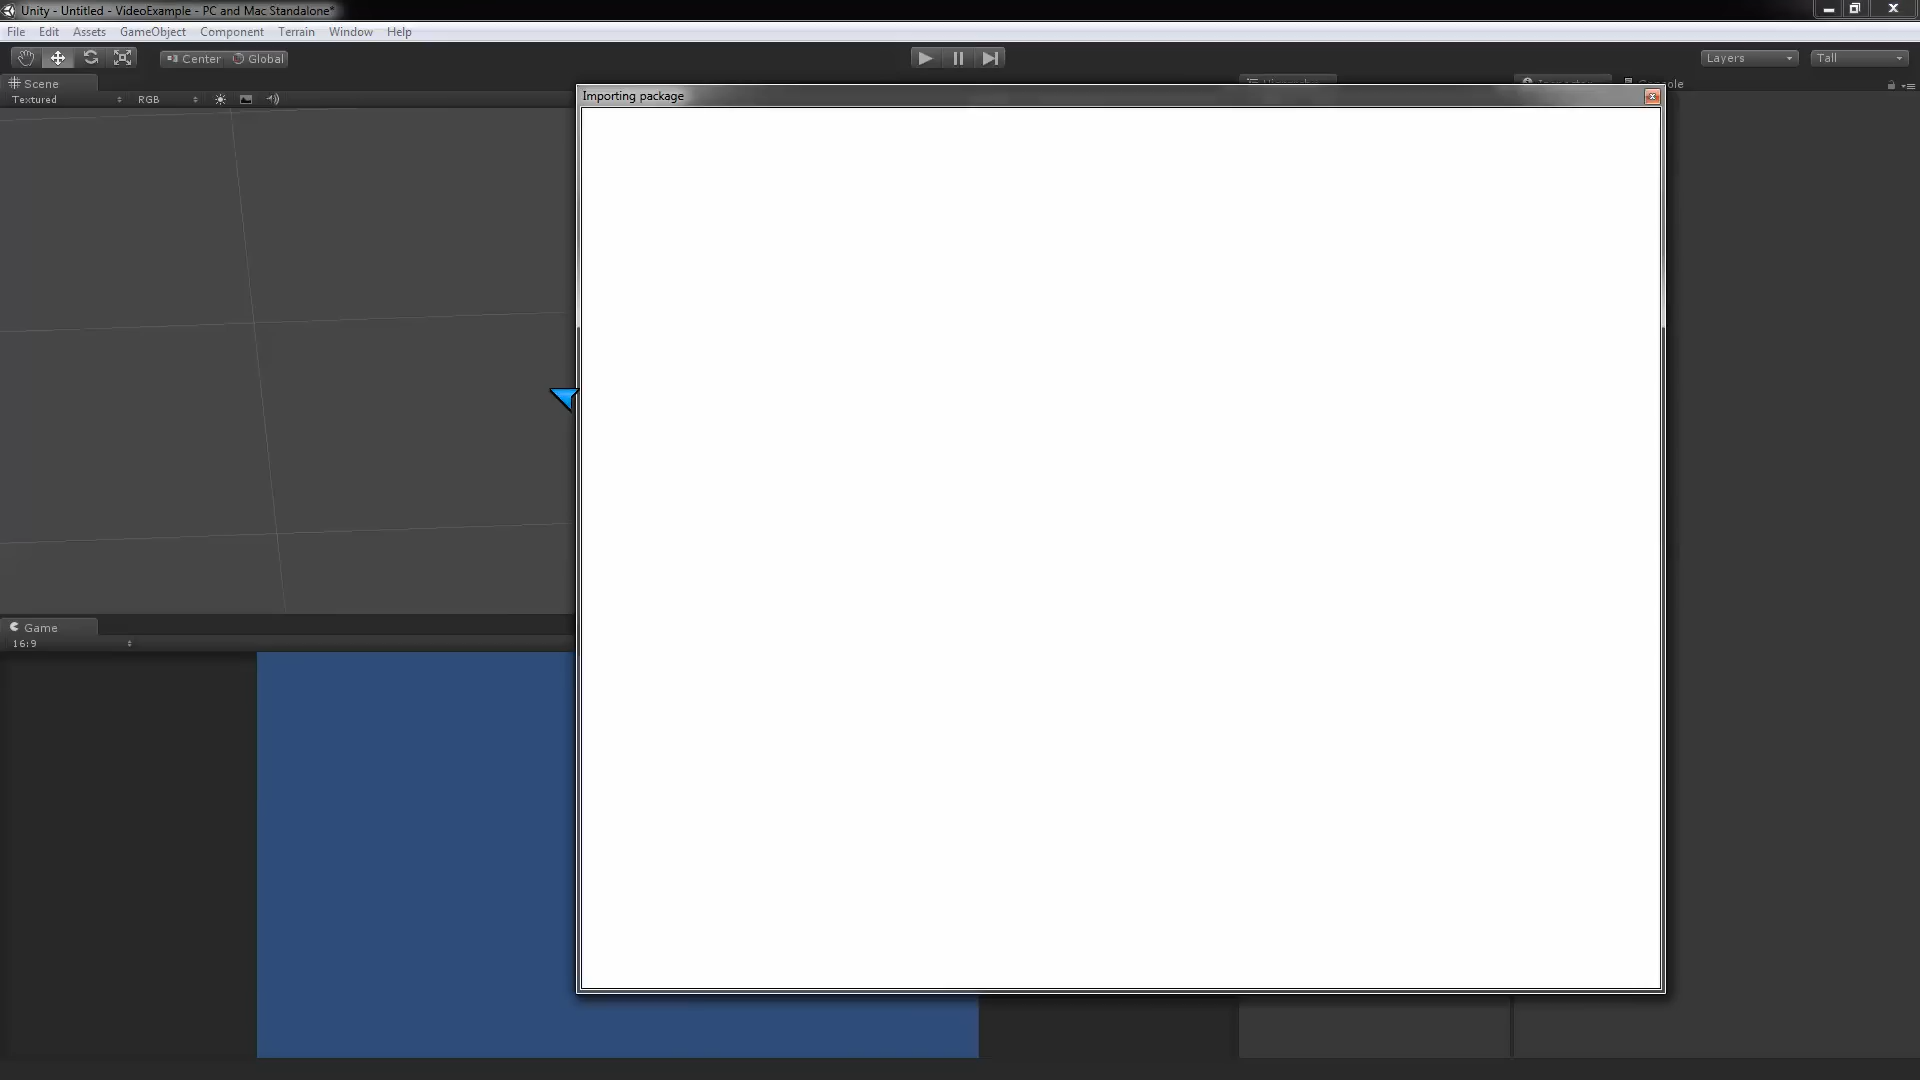 Unity - Untitled - VideoExample - PC and Mac Standalone*
File Edit Assets GameObject Component Terrain Window Help
Center Global Layers Tall
Scene
Textured RGB
Importing package
Game
16:9